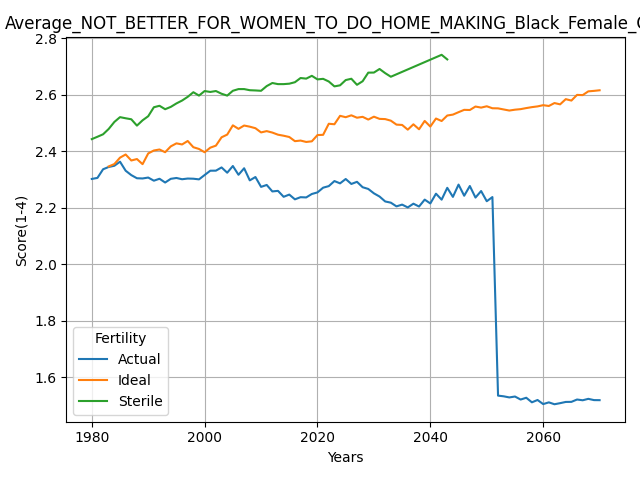 Average_NOT_BETTER_FOR_WOMEN_TO_DO_HOME_MAKING_Black_Female_
Score(1-4)
2.8
2.6
2.4
2.2
2.0
1.8
1.6
Fertility
Actual
Ideal
Sterile
1980 2000 2020 2040 2060
Years